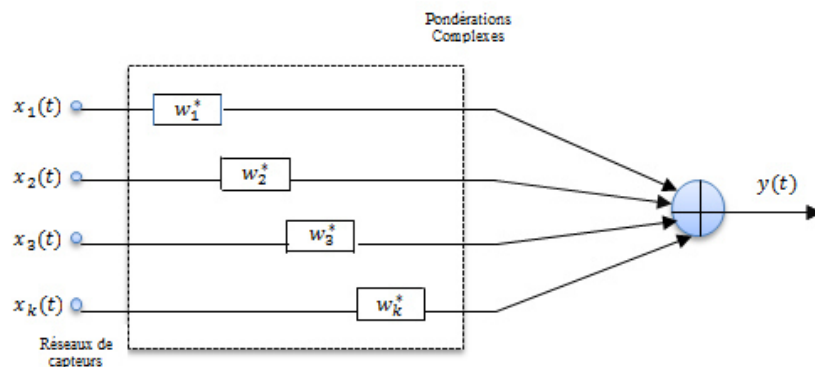 Pondérations
Complexes
x₁(t) w₁*
x₂(t) w₂*
y(t)
x₃(t) w₃*
xₖ(t) wₖ*
Réseaux de
capteurs